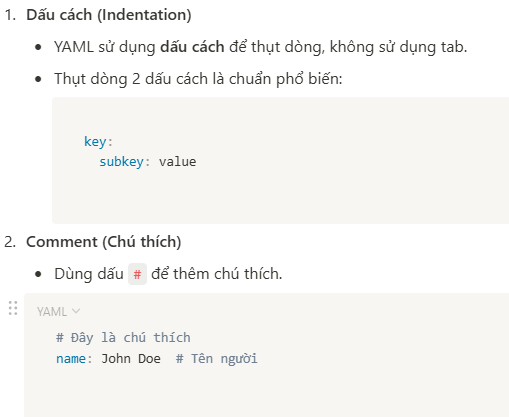 1. Dấu cách (Indentation)
• YAML sử dụng dấu cách để thụt dòng, không sử dụng tab.
• Thụt dòng 2 dấu cách là chuẩn phổ biến:
key:
  subkey: value
2. Comment (Chú thích)
• Dùng dấu # để thêm chú thích.
YAML
# Đây là chú thích
name: John Doe  # Tên người